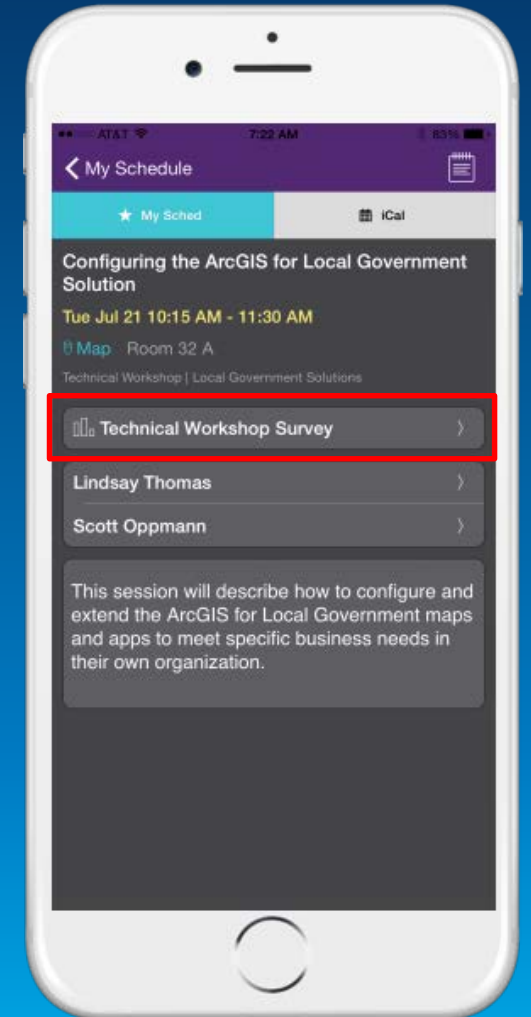 AT&T 7:22 AM 83%
My Schedule
My Sched iCal
Configuring the ArcGIS for Local Government
Solution
Tue Jul 21 10:15 AM - 11:30 AM
Map Room 32 A
Technical Workshop | Local Government Solutions
Technical Workshop Survey
Lindsay Thomas
Scott Oppmann
This session will describe how to configure and
extend the ArcGIS for Local Government maps
and apps to meet specific business needs in
their own organization.